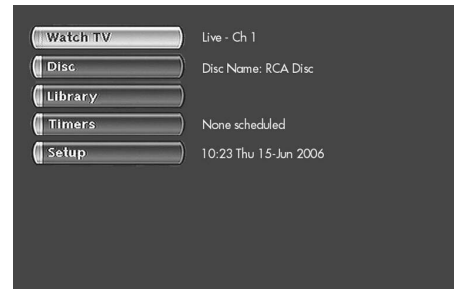 Watch TV Live - Ch 1
Disc Disc Name: RCA Disc
Library
Timers None scheduled
Setup 10:23 Thu 15-Jun 2006